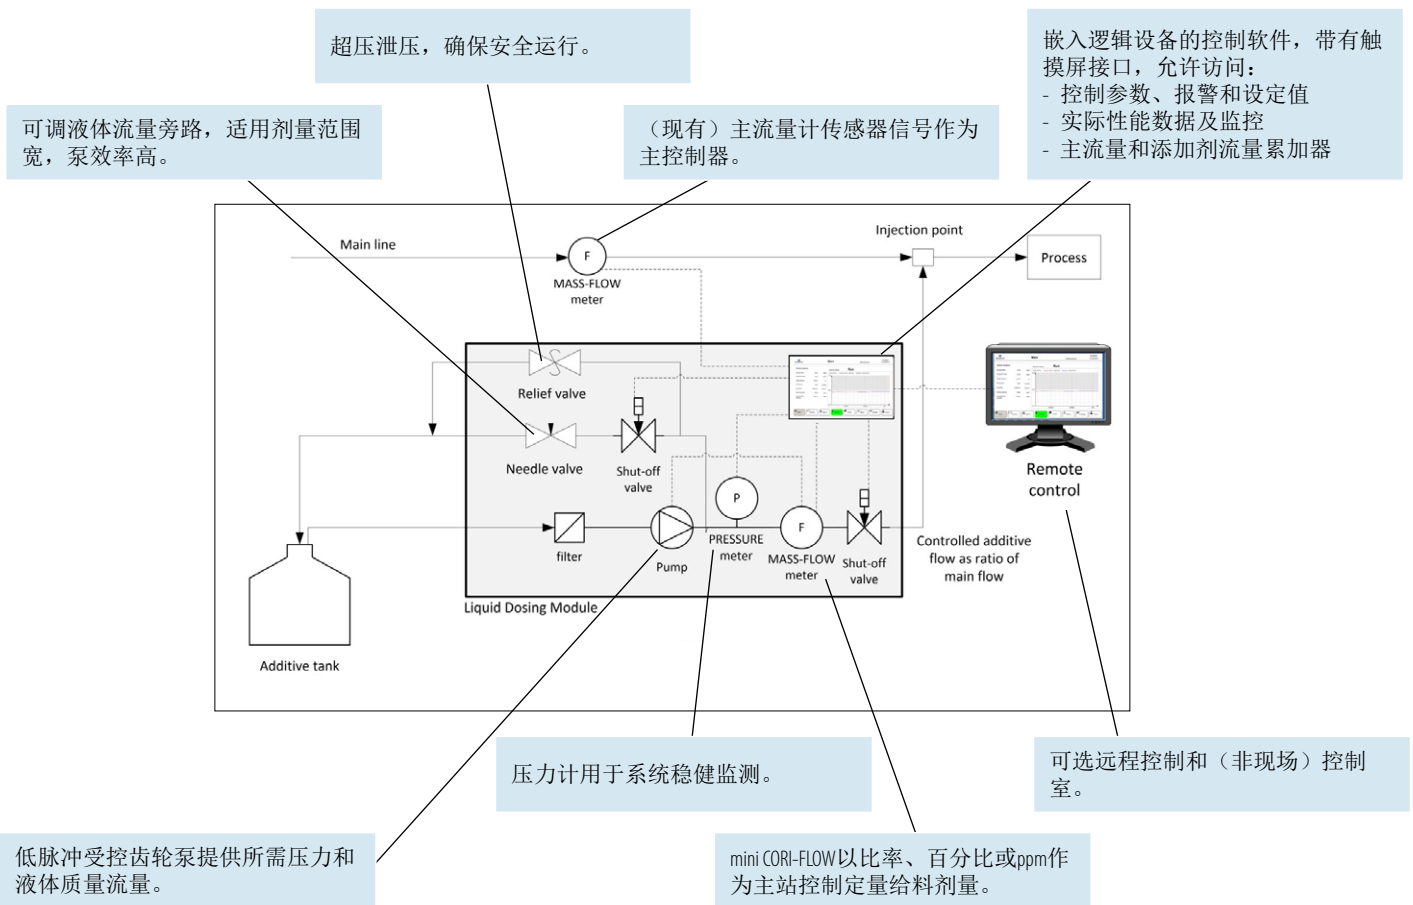 超压泄压，确保安全运行。
嵌入逻辑设备的控制软件，带有触
摸屏接口，允许访问：
- 控制参数、报警和设定值
- 实际性能数据及监控
- 主流量和添加剂流量累加器
可调液体流量旁路，适用剂量范围
宽，泵效率高。
（现有）主流量计传感器信号作为
主控制器。
Main line
F
MASS-FLOW
meter
Injection point
Process
Relief valve
Needle valve
Shut-off
valve
P
PRESSURE
meter
filter
Pump
F
MASS-FLOW
meter
Shut-off
valve
Remote
control
Controlled additive
flow as ratio of
main flow
Liquid Dosing Module
Additive tank
压力计用于系统稳健监测。
可选远程控制和（非现场）控制
室。
低脉冲受控齿轮泵提供所需压力和
液体质量流量。
mini CORI-FLOW以比率、百分比或ppm作
为主站控制定量给料剂量。